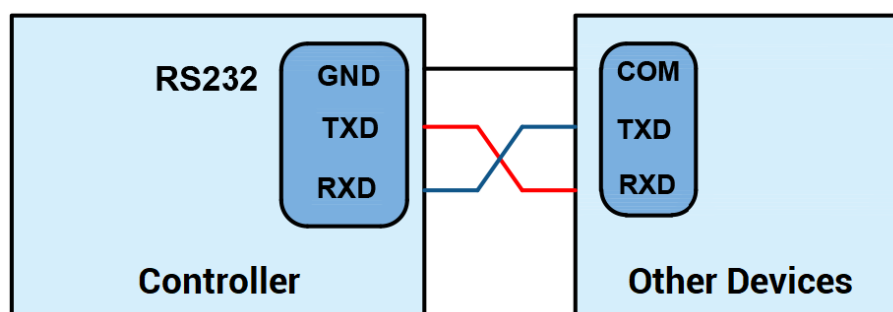 RS232
GND
TXD
RXD
Controller
COM
TXD
RXD
Other Devices